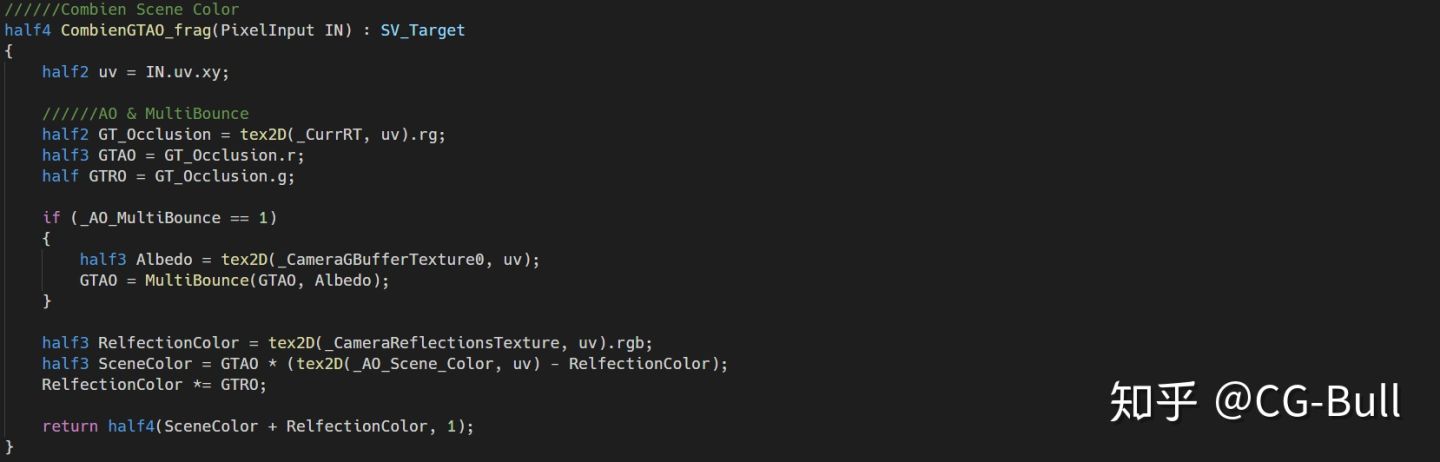 //////Combien Scene Color
half4 CombienGTAO_frag(PixelInput IN) : SV_Target
{
    half2 uv = IN.uv.xy;
    //////AO & MultiBounce
    half2 GT_Occlusion = tex2D(_CurrRT, uv).rg;
    half3 GTAO = GT_Occlusion.r;
    half GTRO = GT_Occlusion.g;
    if (_AO_MultiBounce == 1)
    {
        half3 Albedo = tex2D(_CameraGBufferTexture0, uv);
        GTAO = MultiBounce(GTAO, Albedo);
    }
    half3 RelfectionColor = tex2D(_CameraReflectionsTexture, uv).rgb;
    half3 SceneColor = GTAO * (tex2D(_AO_Scene_Color, uv) - RelfectionColor);
    RelfectionColor *= GTRO;
    return half4(SceneColor + RelfectionColor, 1);
}
知乎 @CG-Bull